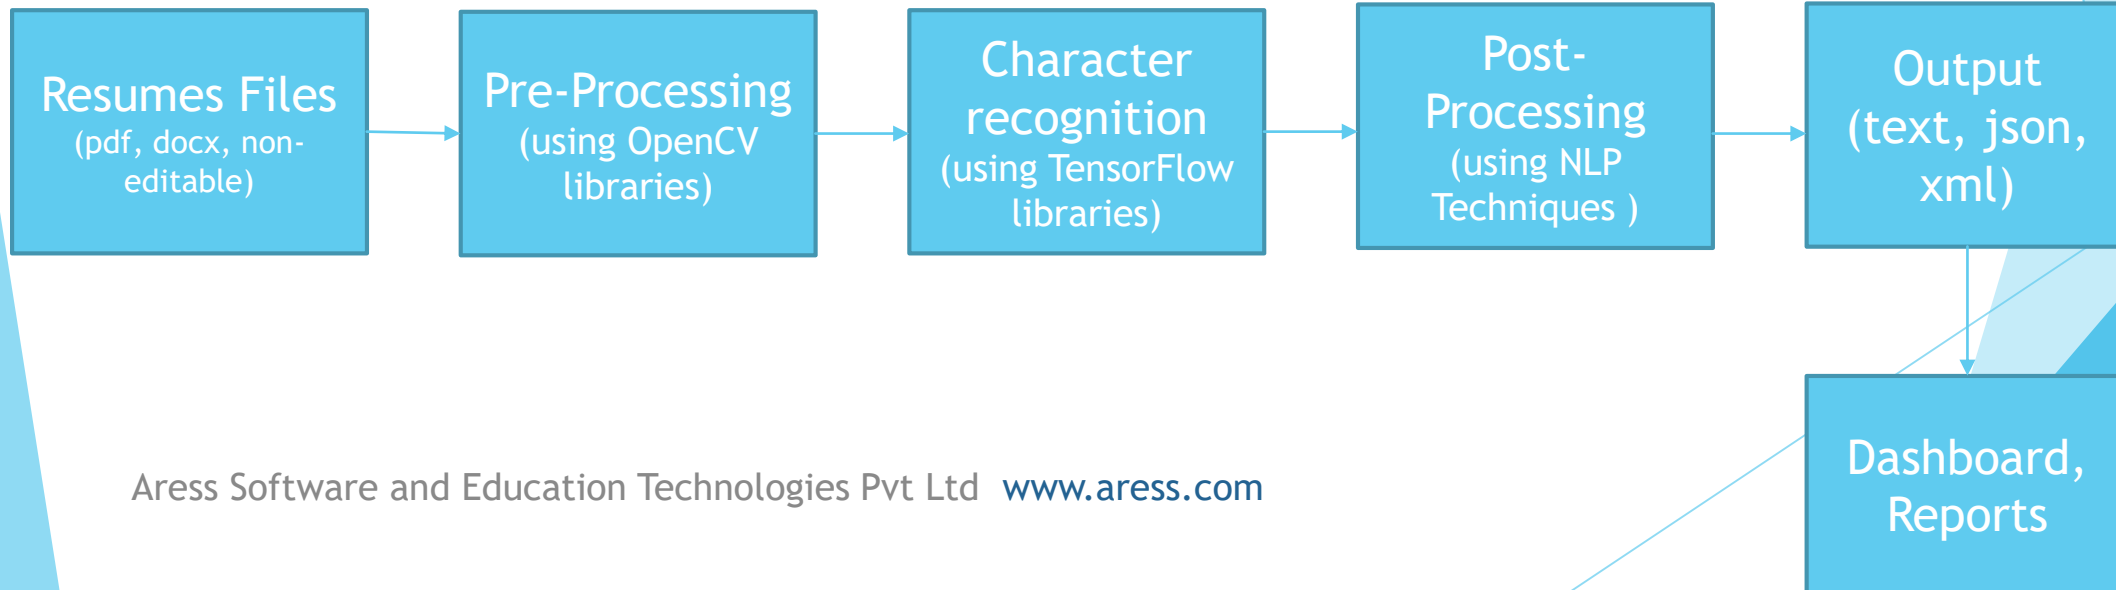 Resumes Files
(pdf, docx, non-
editable)
Pre-Processing
(using OpenCV
libraries)
Character
recognition
(using TensorFlow
libraries)
Post-
Processing
(using NLP
Techniques )
Output
(text, json,
xml)
Dashboard,
Reports
Aress Software and Education Technologies Pvt Ltd www.aress.com